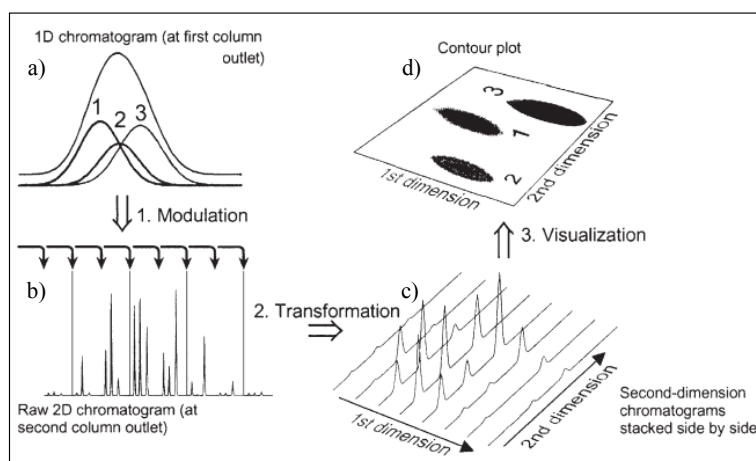 1D chromatogram (at first column
outlet)
a)
1
2
3
1. Modulation
b)
Raw 2D chromatogram (at
second column outlet)
2. Transformation
c)
1st dimension
2nd dimension
Second-dimension
chromatograms
stacked side by side
3. Visualization
d)
Contour plot
3
1
2
1st dimension
2nd dimension